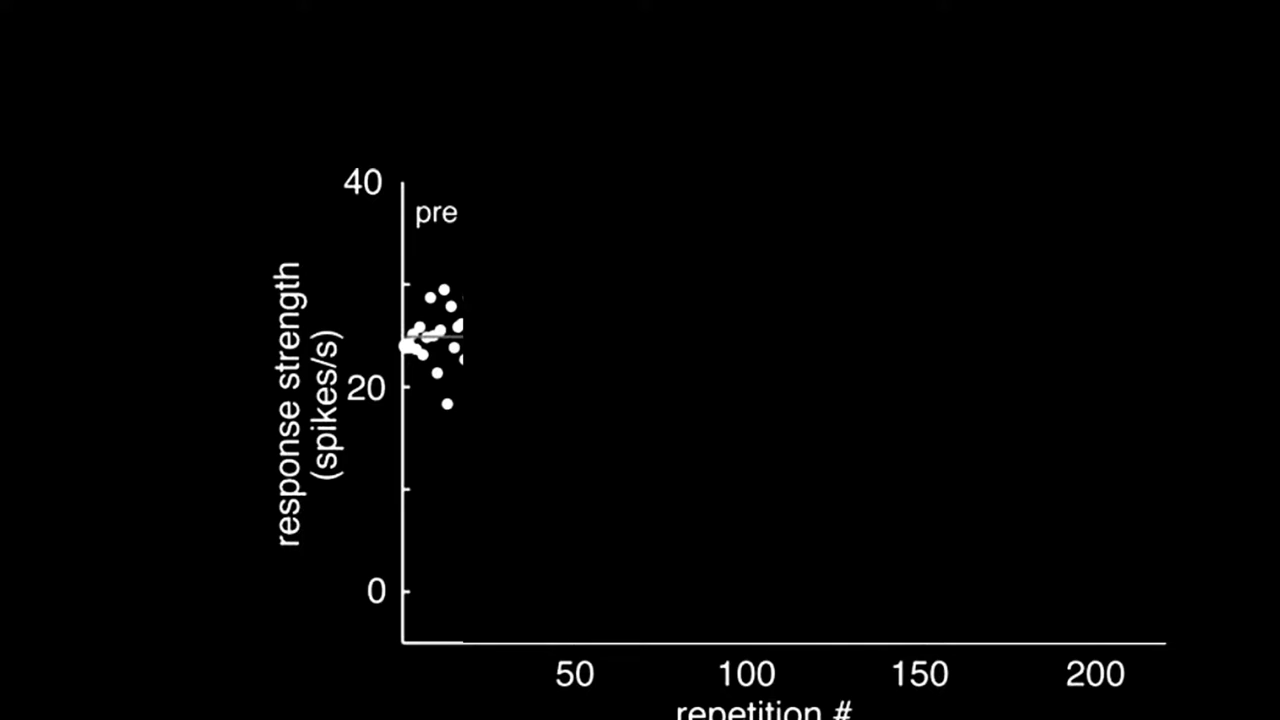 40
pre
response strength
(spikes/s)
20
0
50 100 150 200
repetition #